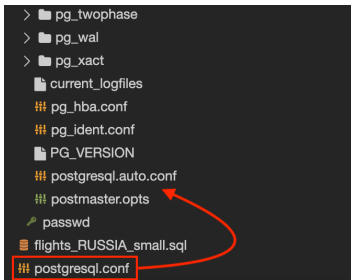 pg_twophase
pg_wal
pg_xact
current_logfiles
pg_hba.conf
pg_ident.conf
PG_VERSION
postgresql.auto.conf
postmaster.opts
passwd
flights_RUSSIA_small.sql
postgresql.conf